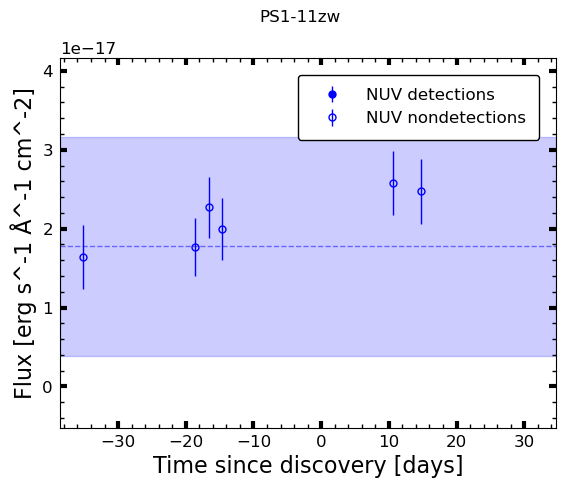 PS1-11zw
1e−17
NUV detections
NUV nondetections
4
3
2
1
0
Flux [erg s^-1 Å^-1 cm^-2]
−30
−20
−10
0
10
20
30
Time since discovery [days]